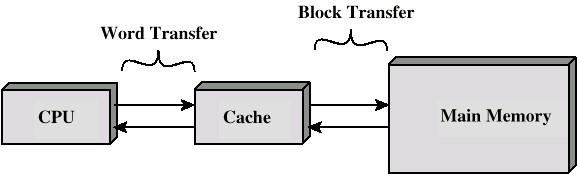 Block Transfer
Word Transfer
CPU
Cache
Main Memory